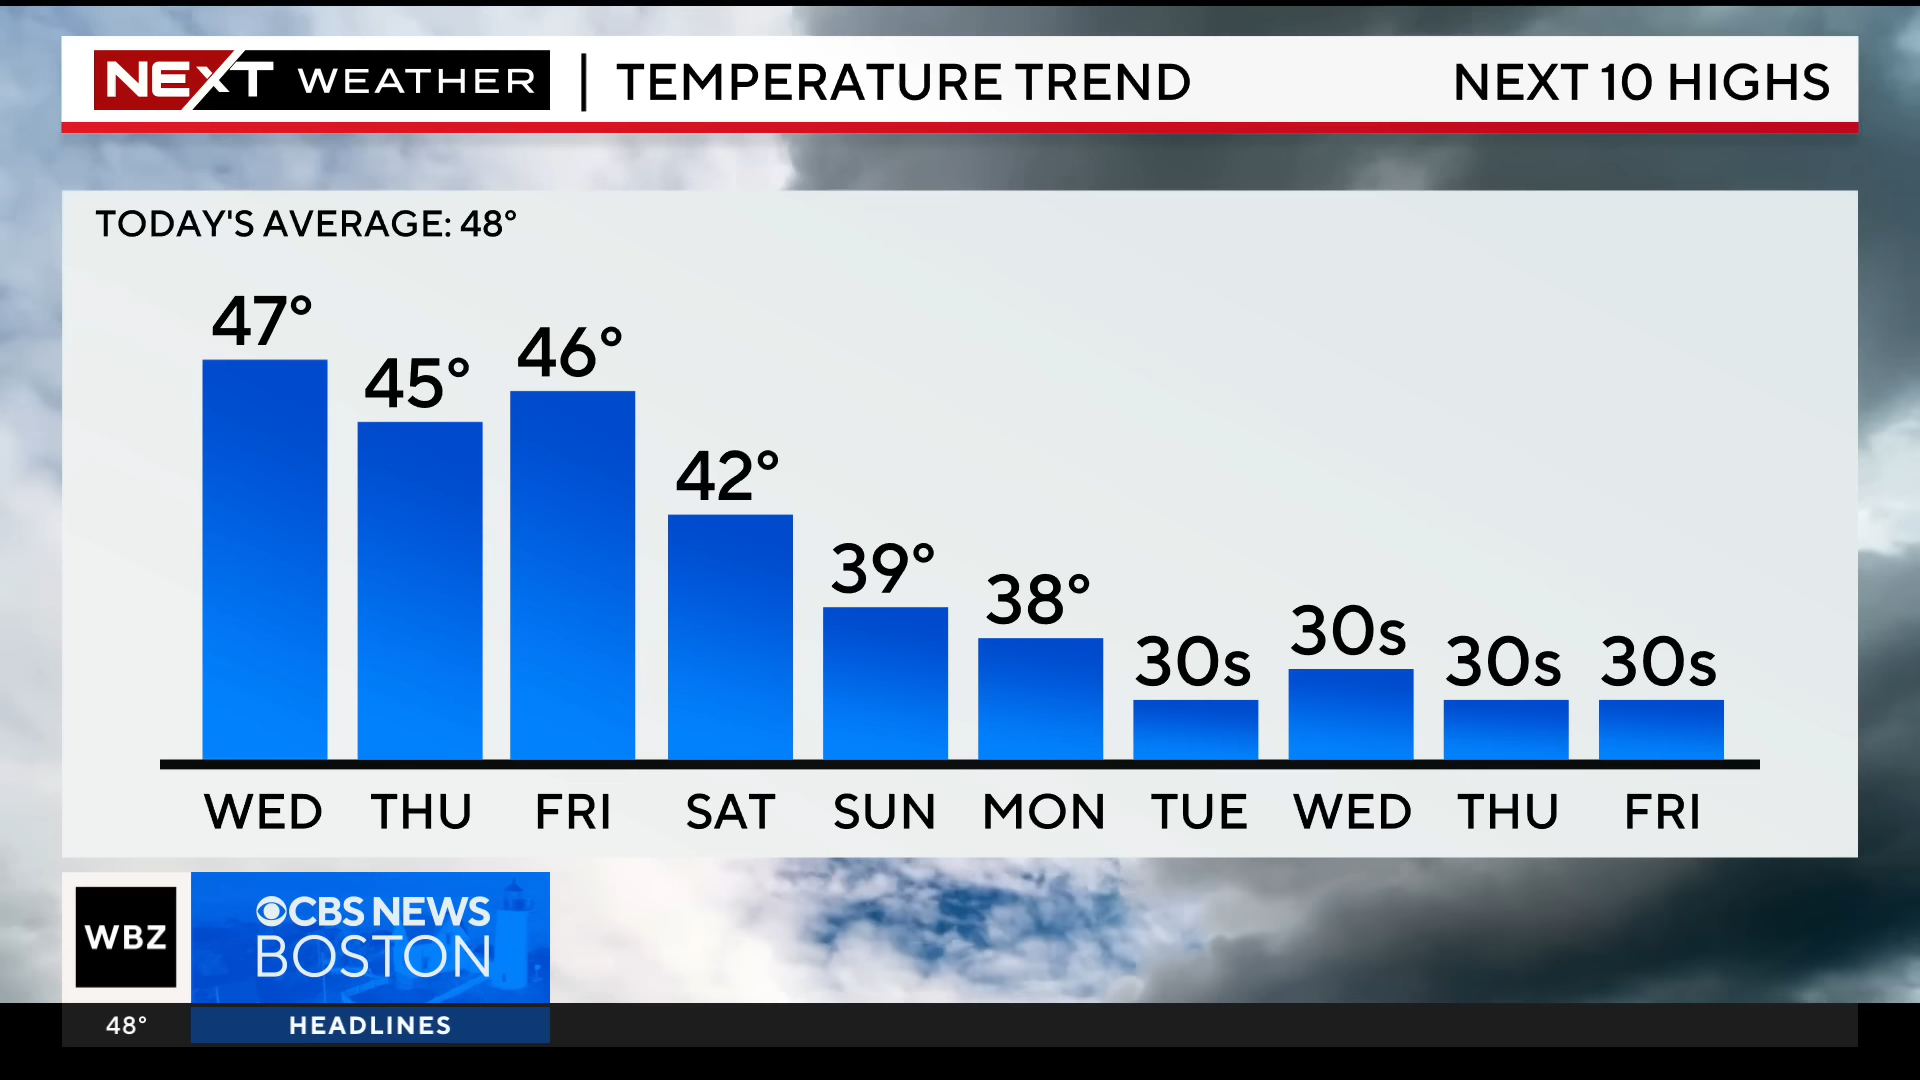 NEXT WEATHER | TEMPERATURE TREND NEXT 10 HIGHS
TODAY'S AVERAGE: 48°
47° 45° 46° 42° 39° 38° 30s 30s 30s 30s
WED THU FRI SAT SUN MON TUE WED THU FRI
WBZ
CBS NEWS
BOSTON
48°
HEADLINES